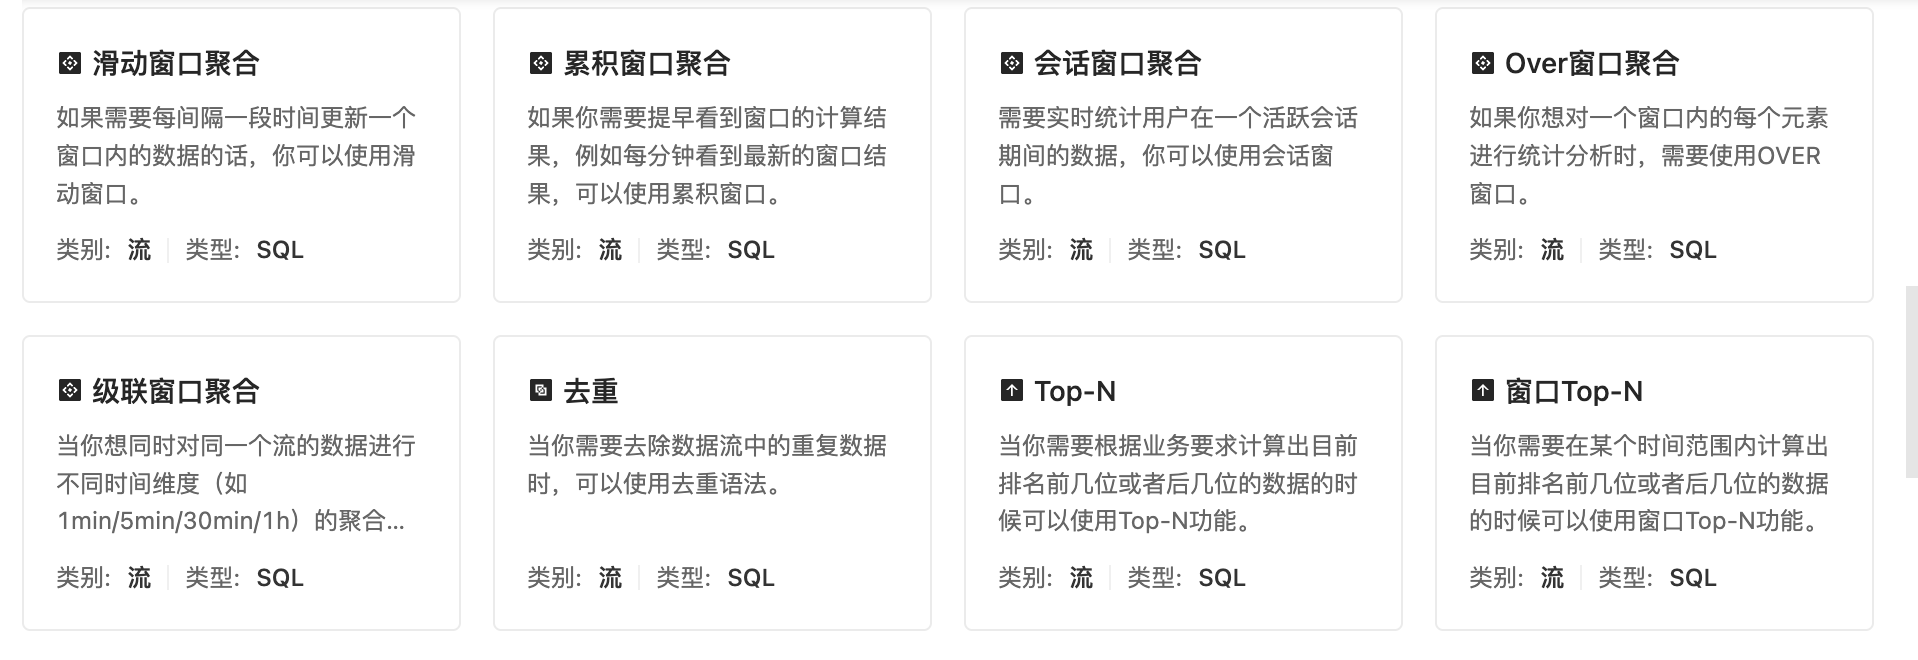 滑动窗口聚合
如果需要每间隔一段时间更新一个
窗口内的数据的话，你可以使用滑
动窗口。
类别: 流 类型: SQL
累积窗口聚合
如果你需要提早看到窗口的计算结
果，例如每分钟看到最新的窗口结
果，可以使用累积窗口。
类别: 流 类型: SQL
会话窗口聚合
需要实时统计用户在一个活跃会话
期间的数据，你可以使用会话窗
口。
类别: 流 类型: SQL
Over窗口聚合
如果你想对一个窗口内的每个元素
进行统计分析时，需要使用OVER
窗口。
类别: 流 类型: SQL
级联窗口聚合
当你想同时对同一个流的数据进行
不同时间维度（如
1min/5min/30min/1h）的聚合...
类别: 流 类型: SQL
去重
当你需要去除数据流中的重复数据
时，可以使用去重语法。
类别: 流 类型: SQL
Top-N
当你需要根据业务要求计算出目前
排名前几位或者后几位的数据的时
候可以使用Top-N功能。
类别: 流 类型: SQL
窗口Top-N
当你需要在某个时间范围内计算出
目前排名前几位或者后几位的数据
的时候可以使用窗口Top-N功能。
类别: 流 类型: SQL